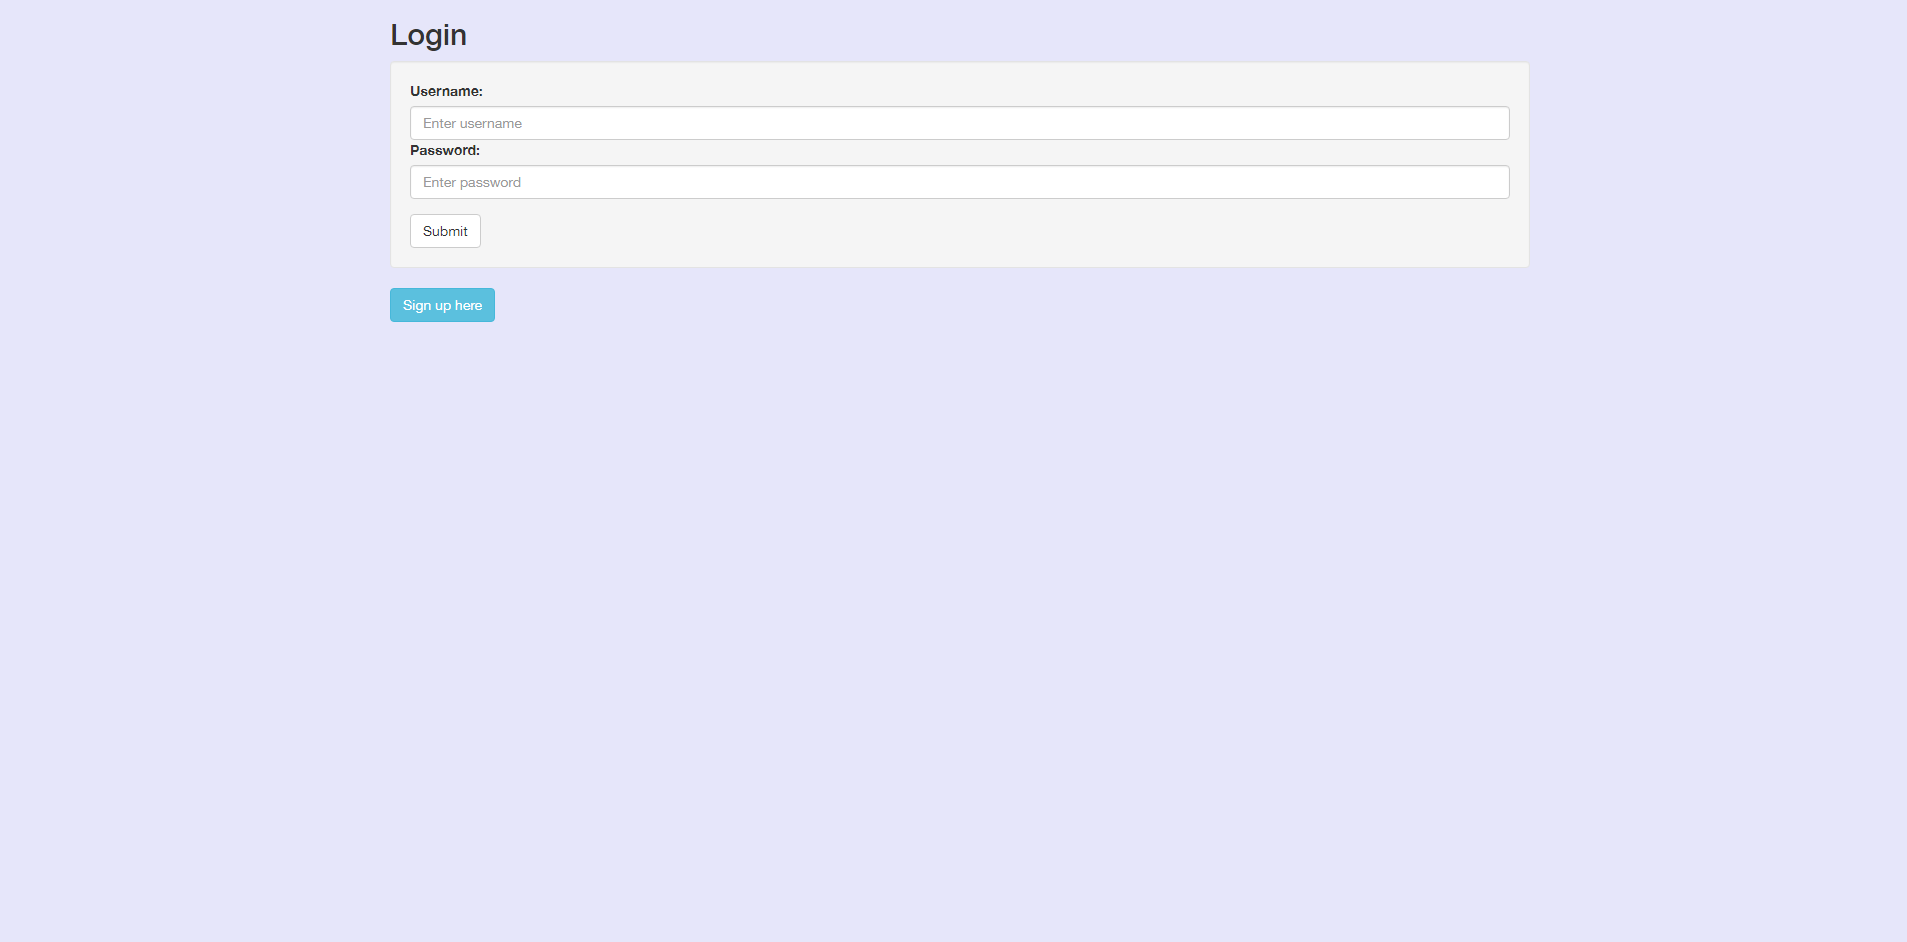 Login
Username:
Enter username
Password:
Enter password
Submit
Sign up here